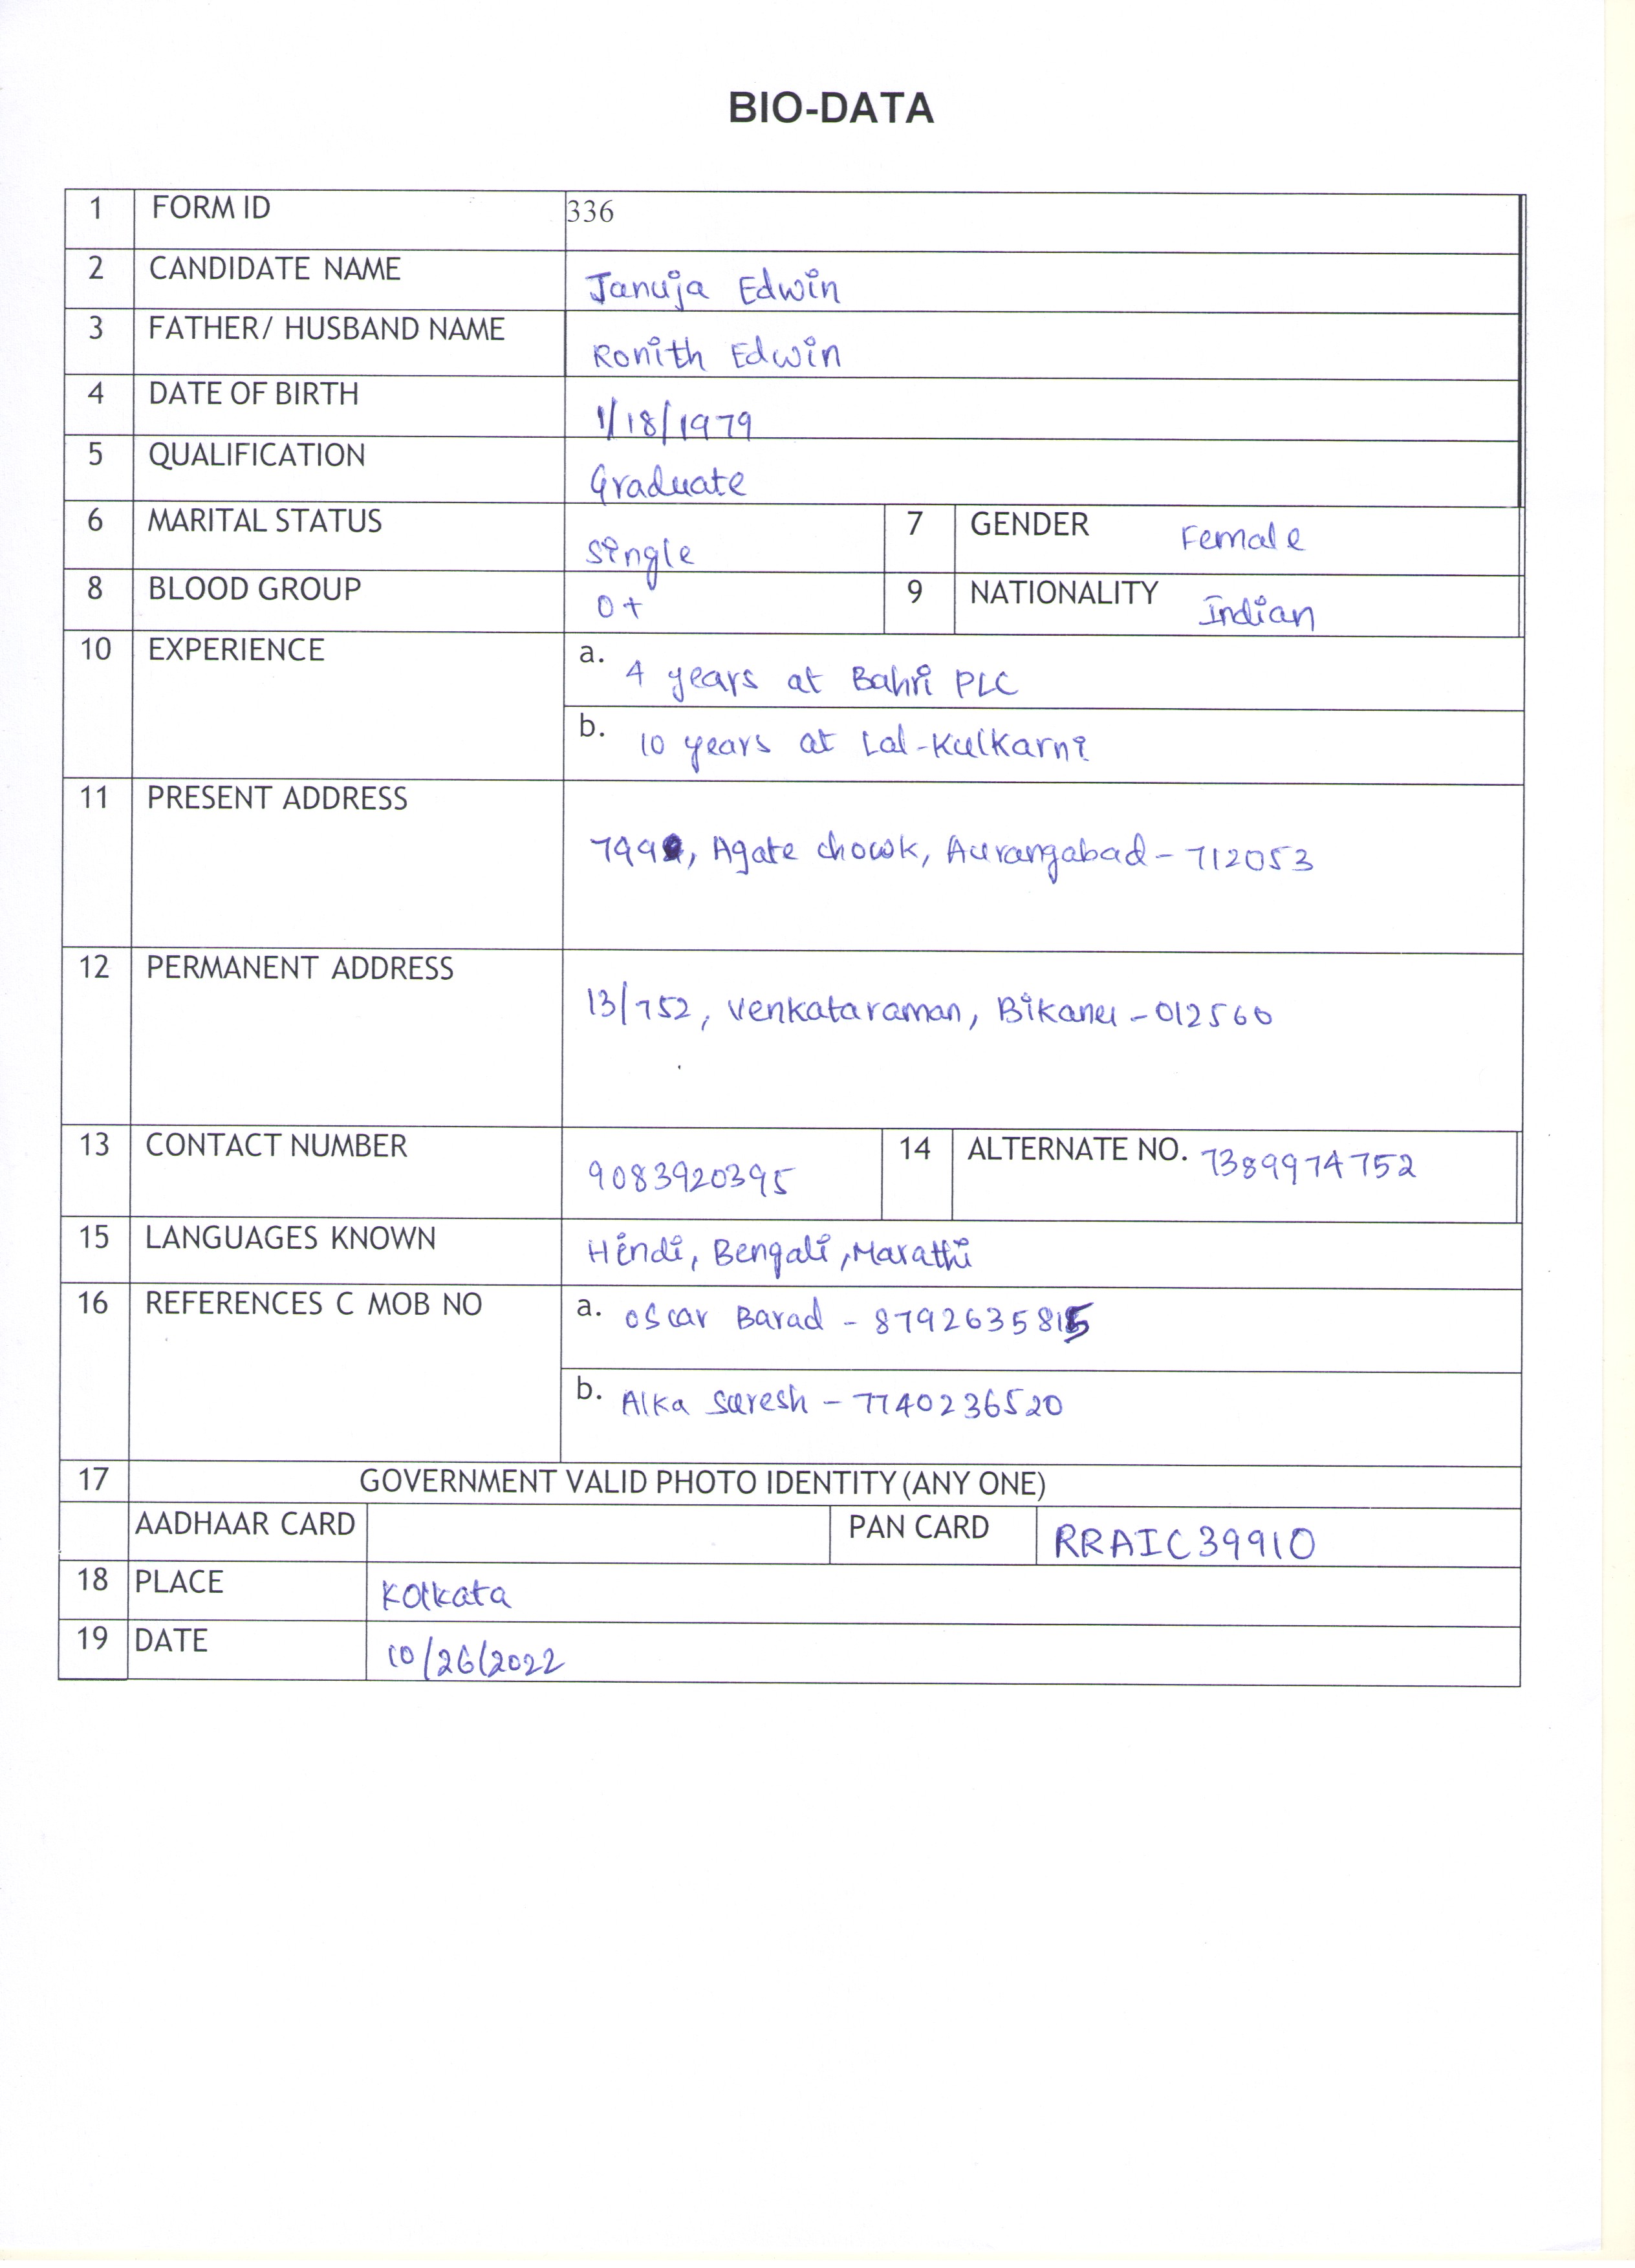 BIO-DATA
1 FORM ID 336
2 CANDIDATE NAME Januja Edwin
3 FATHER/ HUSBAND NAME Ronith Edwin
4 DATE OF BIRTH 1/18/1979
5 QUALIFICATION Graduate
6 MARITAL STATUS Single 7 GENDER Female
8 BLOOD GROUP O+ 9 NATIONALITY Indian
10 EXPERIENCE a. 4 years at Bahri PLC
b. 10 years at Lal-Kulkarni
11 PRESENT ADDRESS
Agate chowk, Aurangabad - 712053
12 PERMANENT ADDRESS
13/752, Venkataraman, Bikaner - 012560
13 CONTACT NUMBER 9083920395 14 ALTERNATE NO. 7389974752
15 LANGUAGES KNOWN Hindi, Bengali, Marathi
16 REFERENCES C MOB NO a. Oscar Barad - 8792635815
b. Alka Suresh - 7740236520
17 GOVERNMENT VALID PHOTO IDENTITY (ANY ONE)
AADHAAR CARD PAN CARD RRAIC39910
18 PLACE Kolkata
19 DATE 10/26/2022